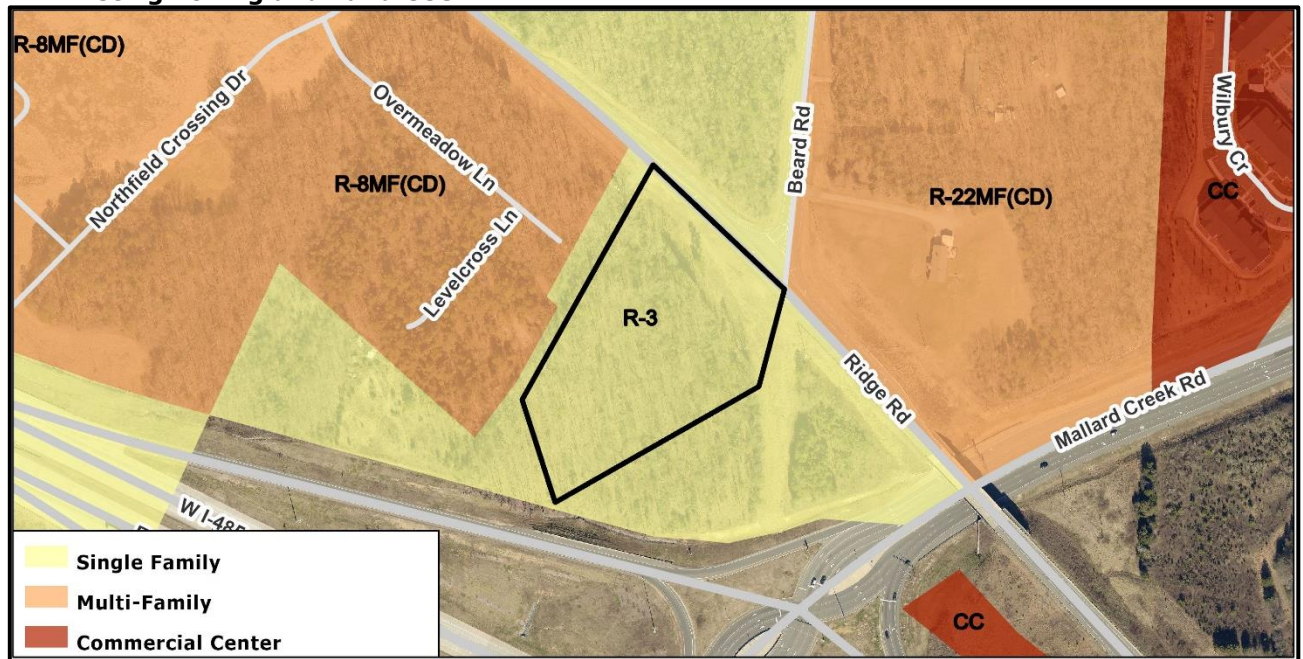 R-8MF(CD)
Northfield Crossing Dr
Overmeadow Ln
R-8MF(CD)
Levelcross Ln
Beard Rd
R-22MF(CD)
Wilbury Cr
CC
R-3
Ridge Rd
Mallard Creek Rd
W I-485
CC
Single Family
Multi-Family
Commercial Center